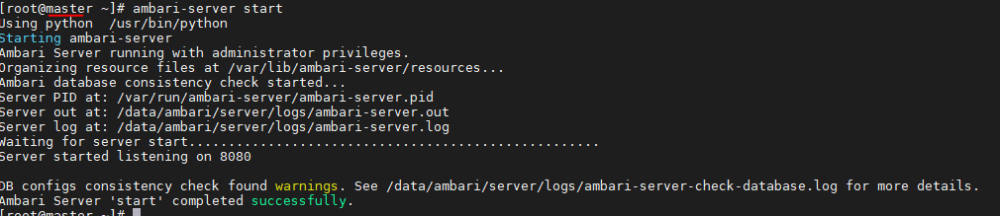 [root@master ~]# ambari-server start
Using python  /usr/bin/python
Starting ambari-server
Ambari Server running with administrator privileges.
Organizing resource files at /var/lib/ambari-server/resources...
Ambari database consistency check started...
Server PID at: /var/run/ambari-server/ambari-server.pid
Server out at: /data/ambari/server/logs/ambari-server.out
Server log at: /data/ambari/server/logs/ambari-server.log
Waiting for server start....................................................
Server started listening on 8080
DB configs consistency check found warnings. See /data/ambari/server/logs/ambari-server-check-database.log for more details.
Ambari Server 'start' completed successfully.
[root@master ~]#